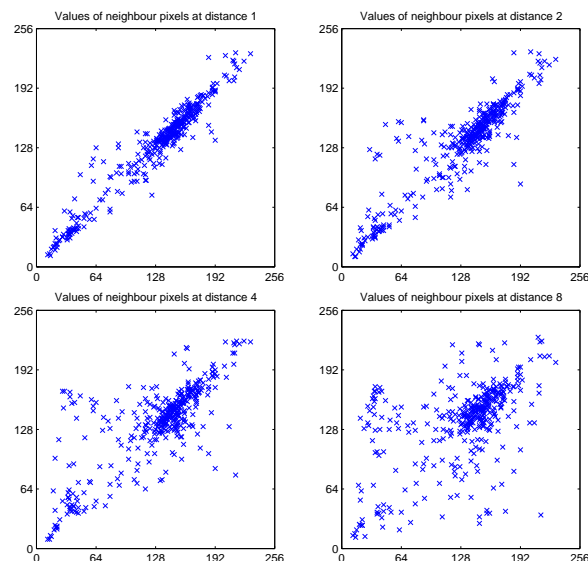 Values of neighbour pixels at distance 1
256
192
128
64
0
0 64 128 192 256
Values of neighbour pixels at distance 2
256
192
128
64
0
0 64 128 192 256
Values of neighbour pixels at distance 4
256
192
128
64
0
0 64 128 192 256
Values of neighbour pixels at distance 8
256
192
128
64
0
0 64 128 192 256